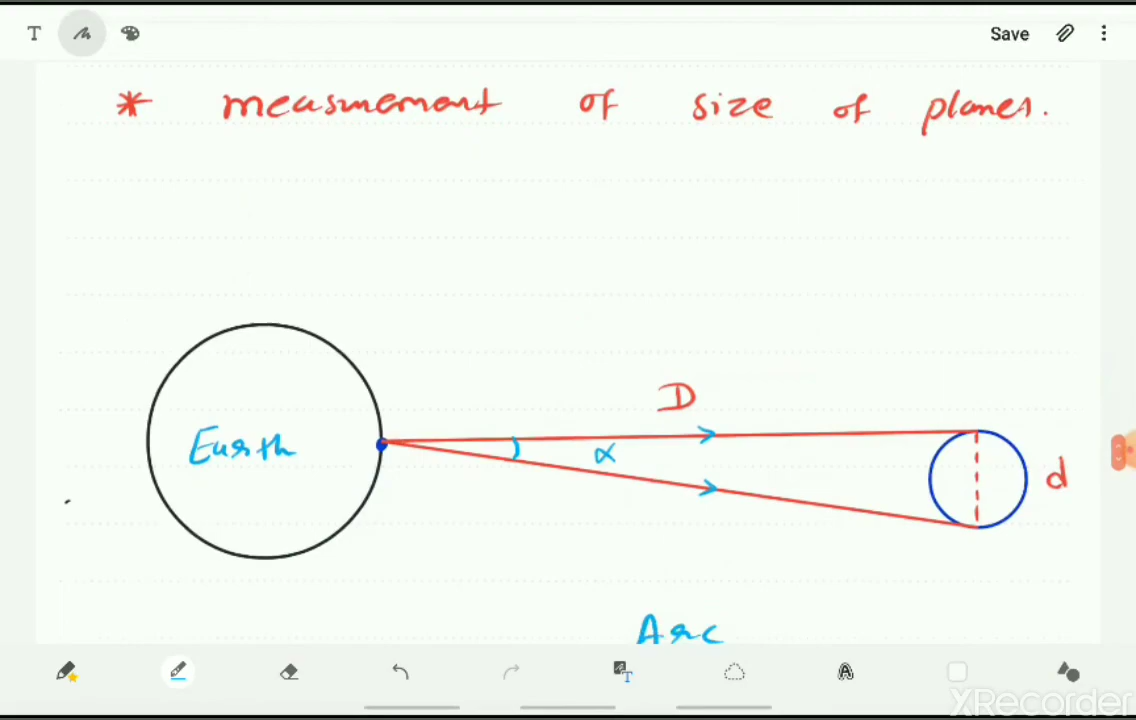 T Save
* measurement of size of planes.
D
Earth
α
d
Arc
XRecorder